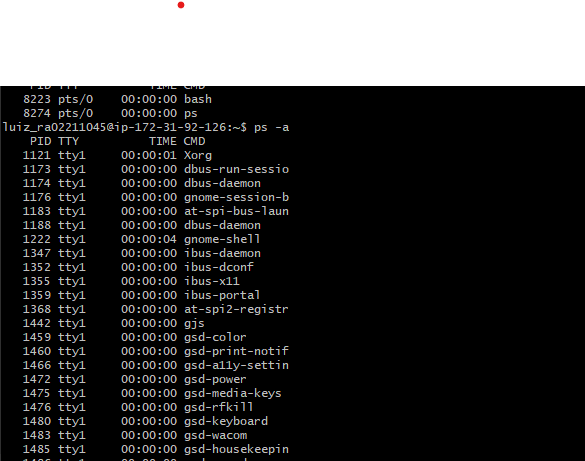 PID TTY TIME CMD
8223 pts/0 00:00:00 bash
8274 pts/0 00:00:00 ps
luiz_ra02211045@ip-172-31-92-126:~$ ps -a
PID TTY TIME CMD
1121 tty1 00:00:01 Xorg
1173 tty1 00:00:00 dbus-run-sessio
1174 tty1 00:00:00 dbus-daemon
1176 tty1 00:00:00 gnome-session-b
1183 tty1 00:00:00 at-spi-bus-laun
1188 tty1 00:00:00 dbus-daemon
1222 tty1 00:00:04 gnome-shell
1347 tty1 00:00:00 ibus-daemon
1352 tty1 00:00:00 ibus-dconf
1355 tty1 00:00:00 ibus-x11
1359 tty1 00:00:00 ibus-portal
1368 tty1 00:00:00 at-spi2-registr
1442 tty1 00:00:00 gjs
1459 tty1 00:00:00 gsd-color
1460 tty1 00:00:00 gsd-print-notif
1466 tty1 00:00:00 gsd-a11y-settin
1472 tty1 00:00:00 gsd-power
1475 tty1 00:00:00 gsd-media-keys
1476 tty1 00:00:00 gsd-rfkill
1480 tty1 00:00:00 gsd-keyboard
1483 tty1 00:00:00 gsd-wacom
1485 tty1 00:00:00 gsd-housekeepin